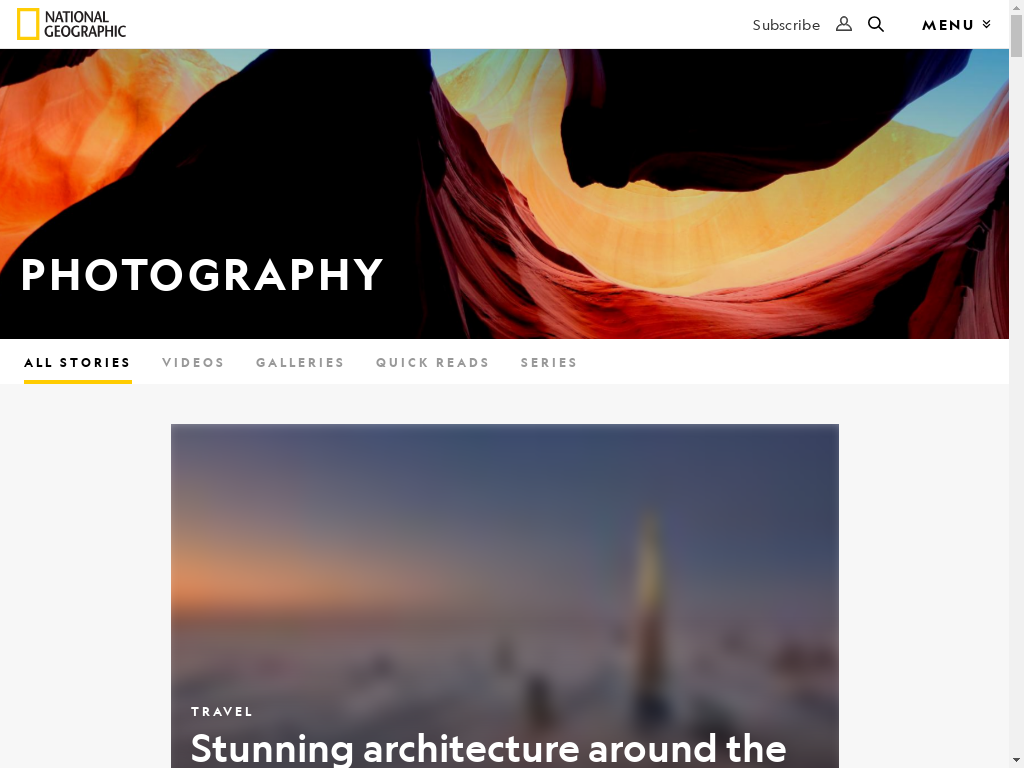 NATIONAL
GEOGRAPHIC
Subscribe
MENU
PHOTOGRAPHY
ALL STORIES
VIDEOS
GALLERIES
QUICK READS
SERIES
TRAVEL
Stunning architecture around the